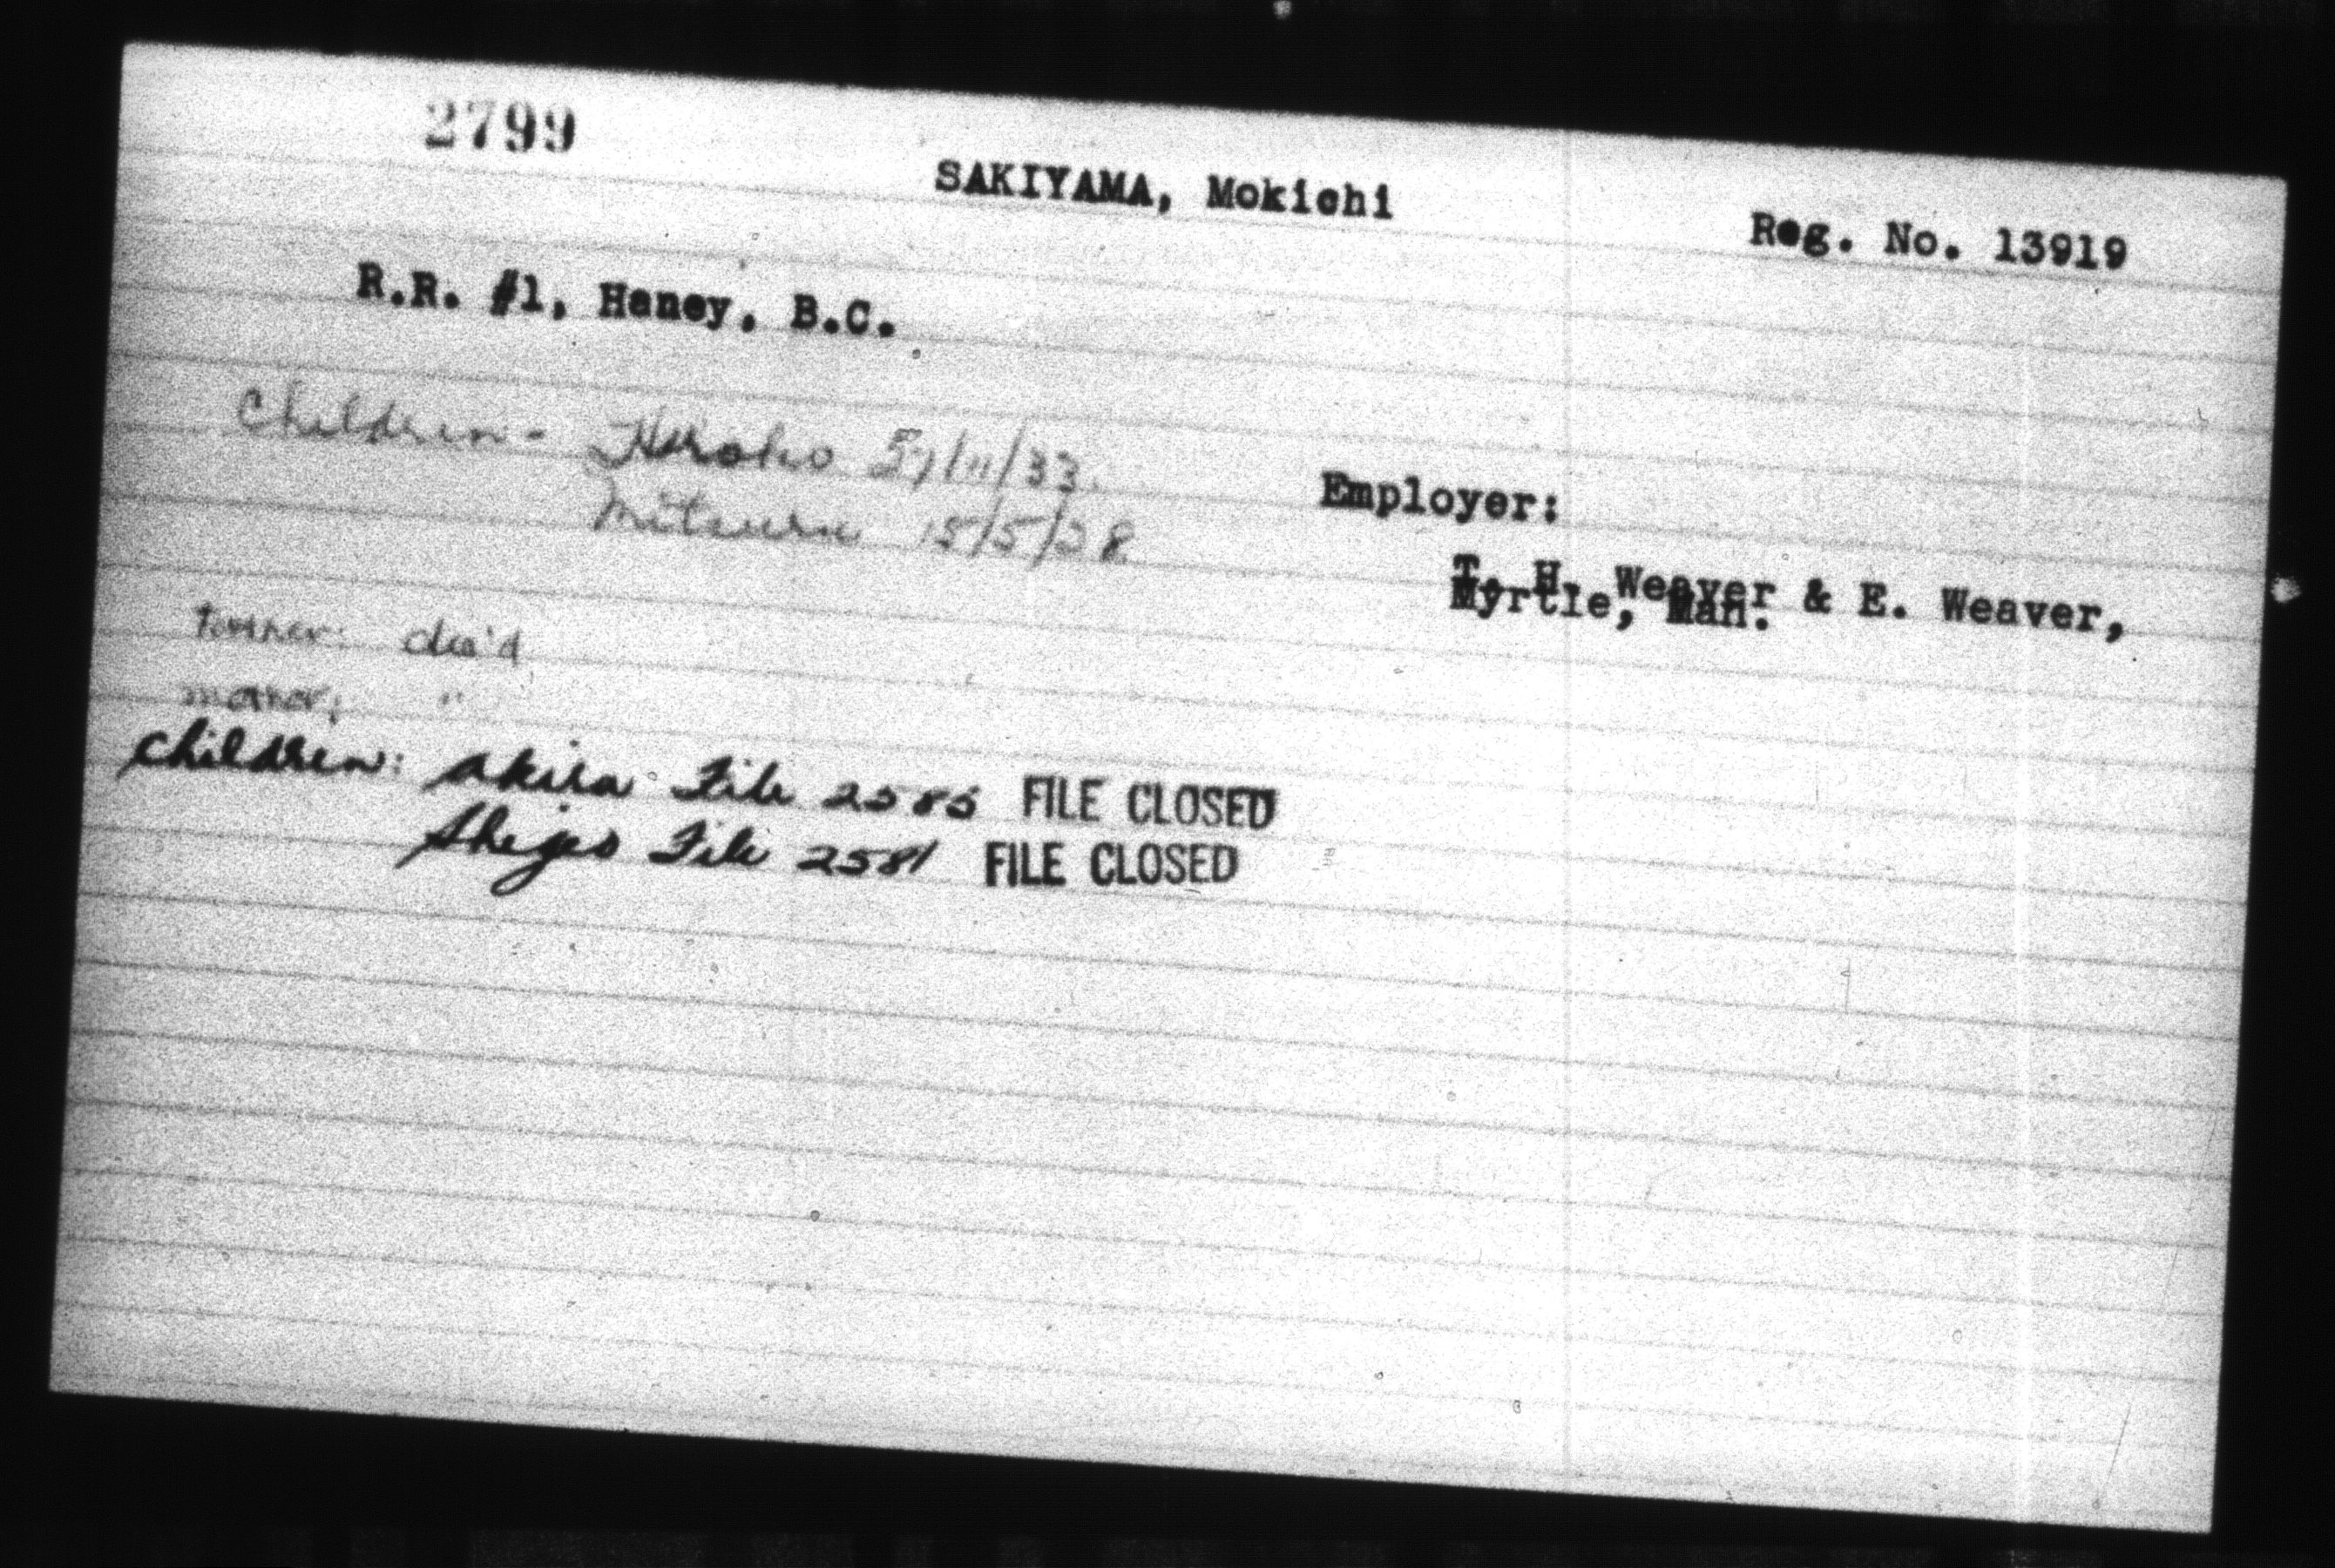 2799
SAKIYAMA, Mokichi
Reg. No. 13919
R.R. #1, Haney, B.C.
Children - Hiroko /11/33
Mitsuru 15/5/28
Employer:
T. H. Weaver & E. Weaver,
Myrtle, Man.
Father: dec'd
mother: "
children: Akira File 2585 FILE CLOSED
Shigeo File 2581 FILE CLOSED